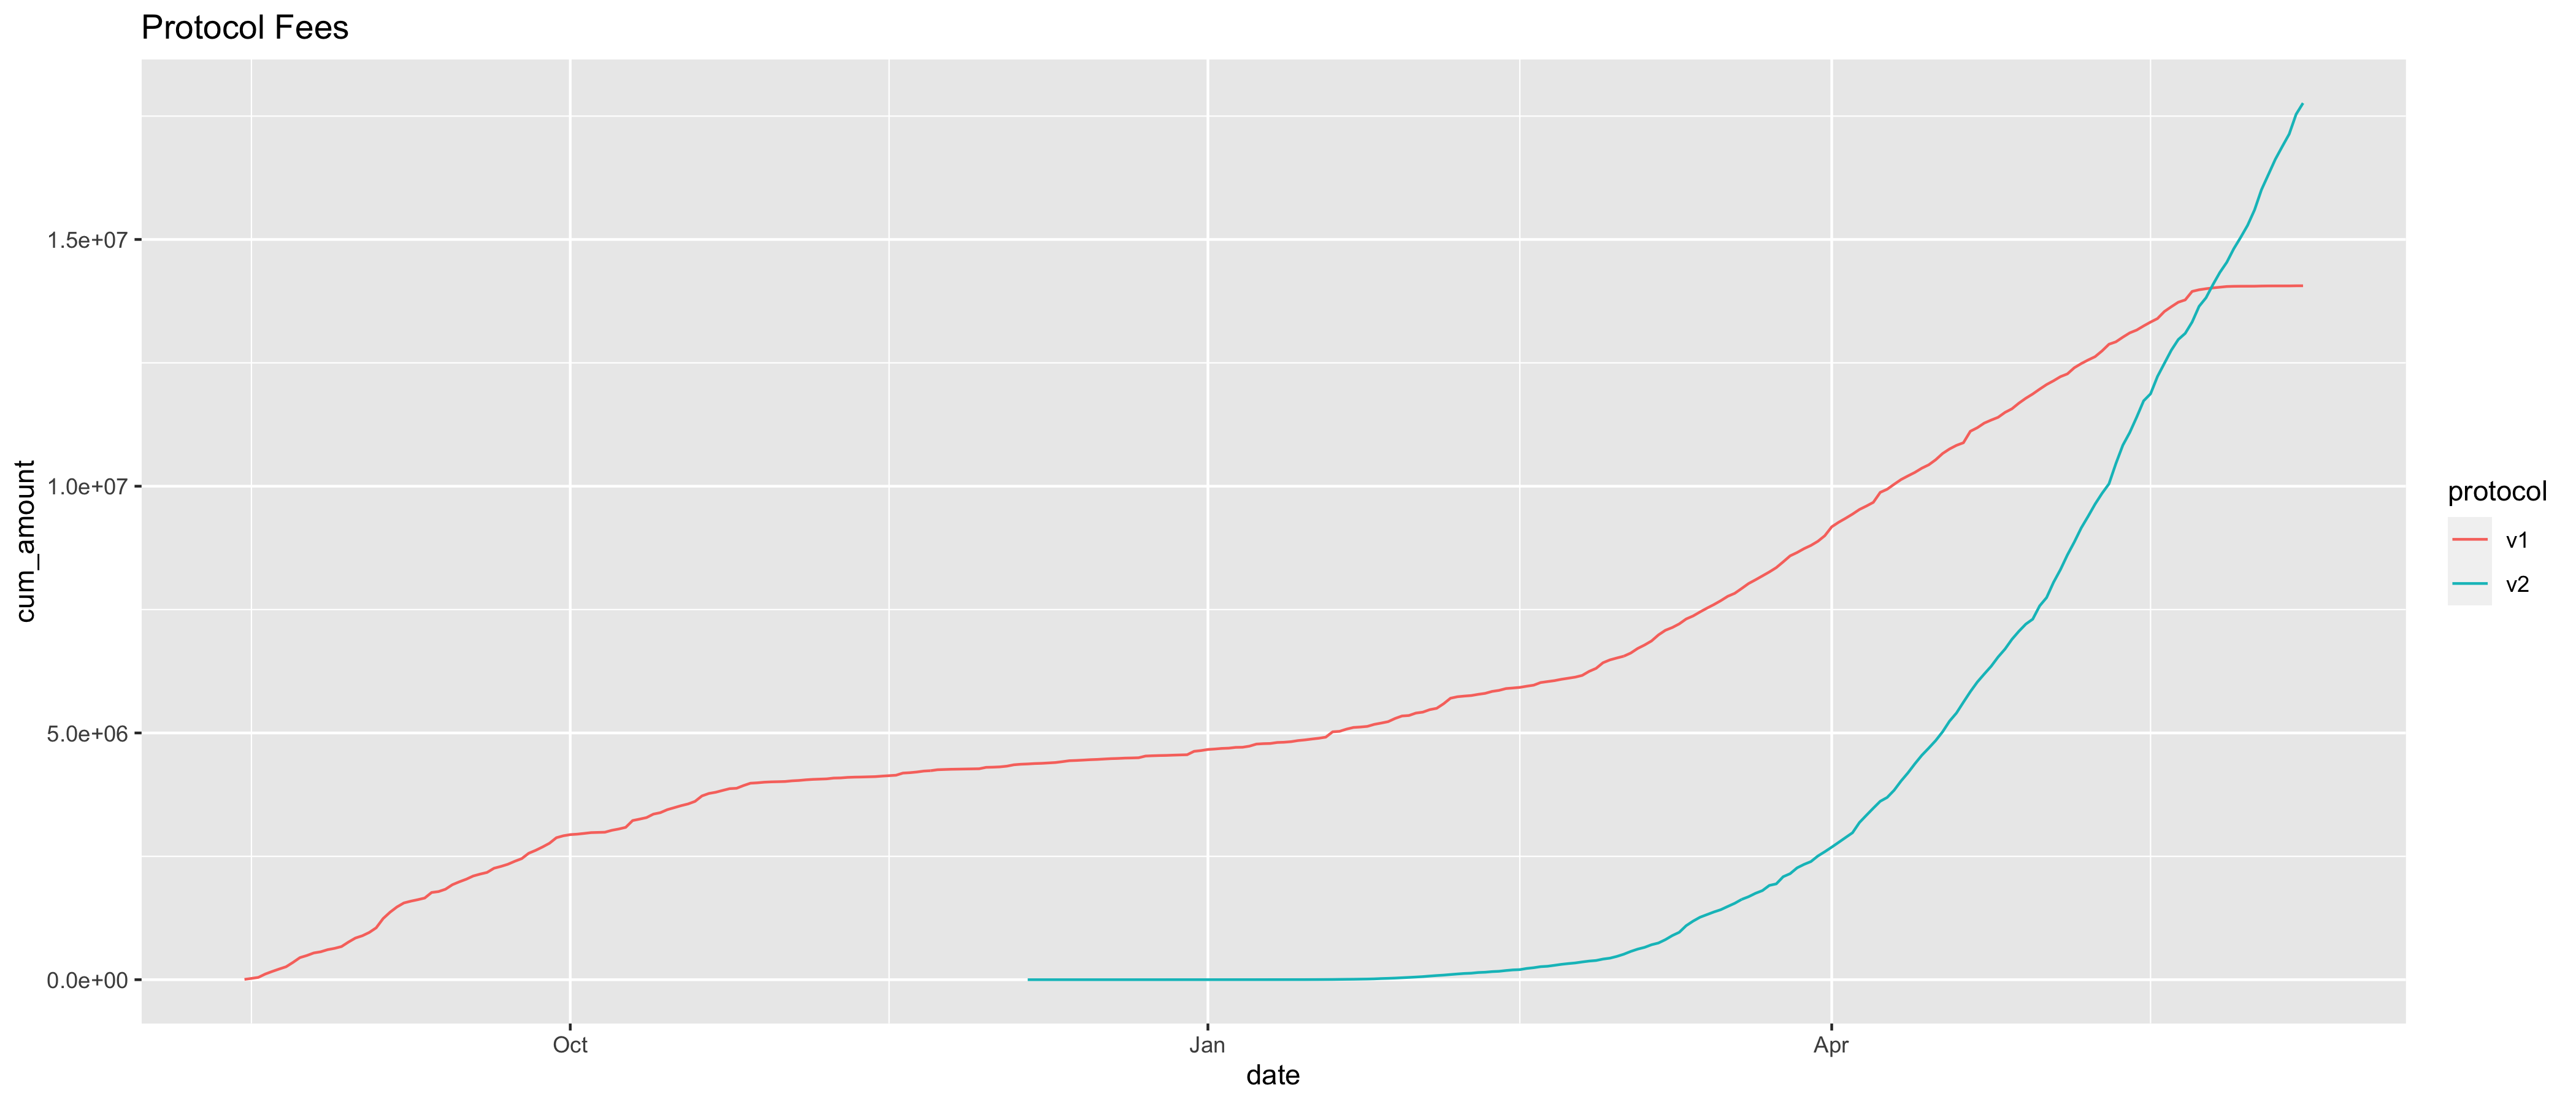 Protocol Fees
cum_amount
1.5e+07
1.0e+07
5.0e+06
0.0e+00
Oct
Jan
Apr
date
protocol
v1
v2